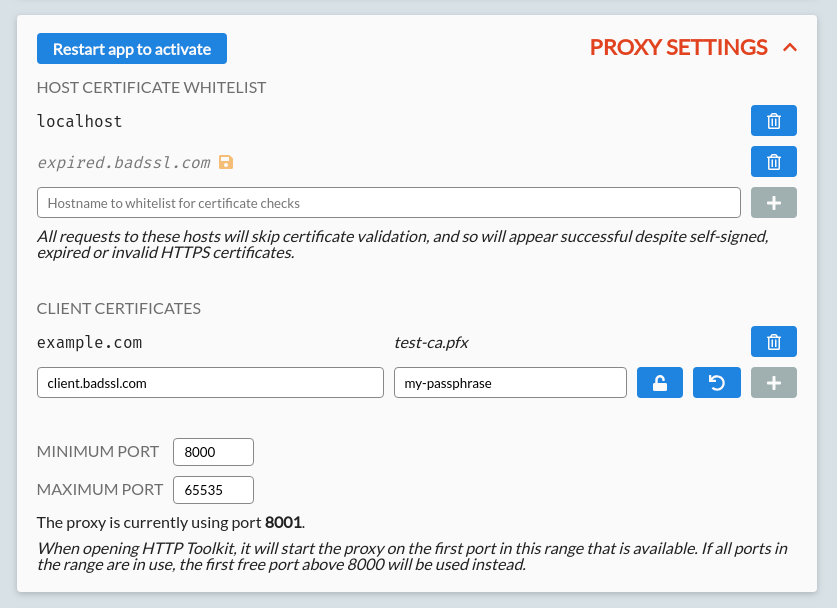 Restart app to activate
PROXY SETTINGS
HOST CERTIFICATE WHITELIST
localhost
expired.badssl.com
Hostname to whitelist for certificate checks
All requests to these hosts will skip certificate validation, and so will appear successful despite self-signed,
expired or invalid HTTPS certificates.
CLIENT CERTIFICATES
example.com test-ca.pfx
client.badssl.com my-passphrase
MINIMUM PORT 8000
MAXIMUM PORT 65535
The proxy is currently using port 8001.
When opening HTTP Toolkit, it will start the proxy on the first port in this range that is available. If all ports in
the range are in use, the first free port above 8000 will be used instead.